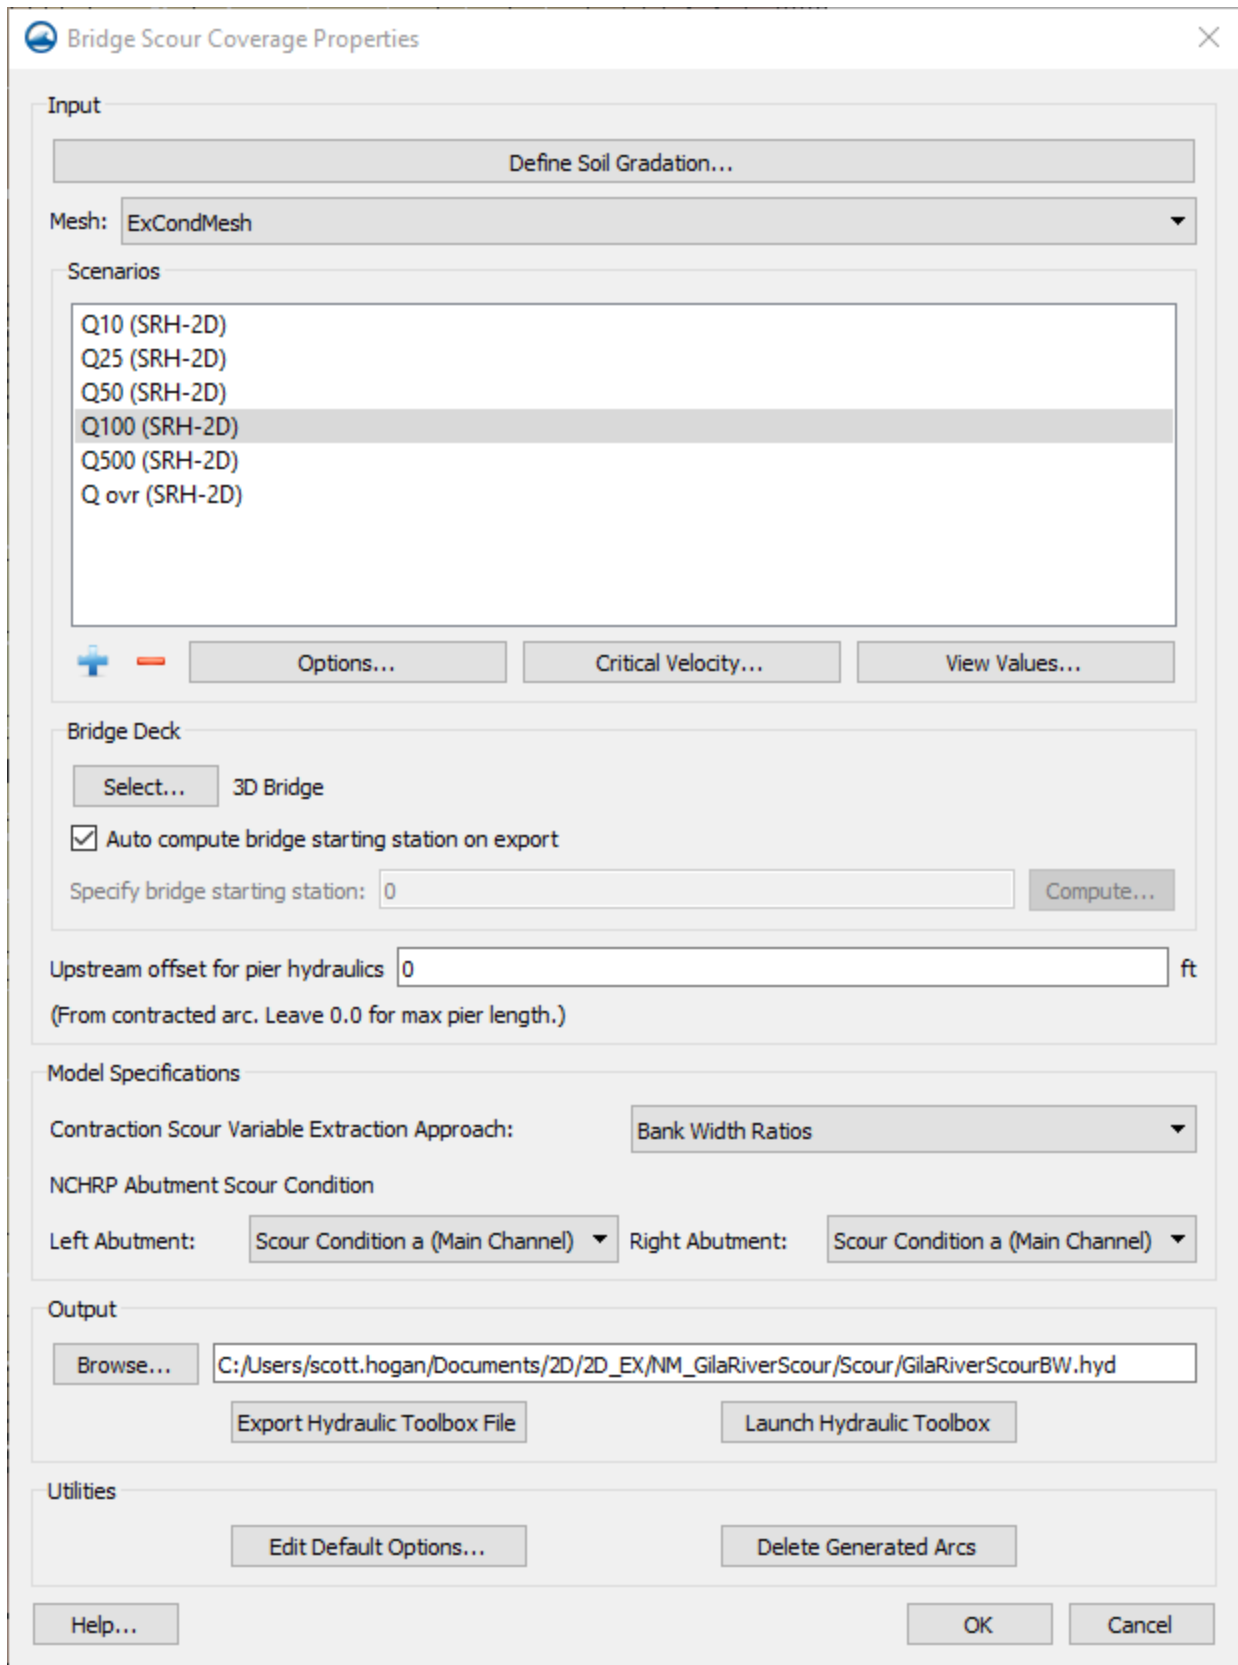 Bridge Scour Coverage Properties
Input
Define Soil Gradation...
Mesh: ExCondMesh
Scenarios
Q10 (SRH-2D)
Q25 (SRH-2D)
Q50 (SRH-2D)
Q100 (SRH-2D)
Q500 (SRH-2D)
Q ovr (SRH-2D)
Options... Critical Velocity... View Values...
Bridge Deck
Select... 3D Bridge
Auto compute bridge starting station on export
Specify bridge starting station: 0 Compute...
Upstream offset for pier hydraulics 0 ft
(From contracted arc. Leave 0.0 for max pier length.)
Model Specifications
Contraction Scour Variable Extraction Approach: Bank Width Ratios
NCHRP Abutment Scour Condition
Left Abutment: Scour Condition a (Main Channel) Right Abutment: Scour Condition a (Main Channel)
Output
Browse... C:/Users/scott.hogan/Documents/2D/2D_EX/NM_GilaRiverScour/Scour/GilaRiverScourBW.hyd
Export Hydraulic Toolbox File Launch Hydraulic Toolbox
Utilities
Edit Default Options... Delete Generated Arcs
Help... OK Cancel